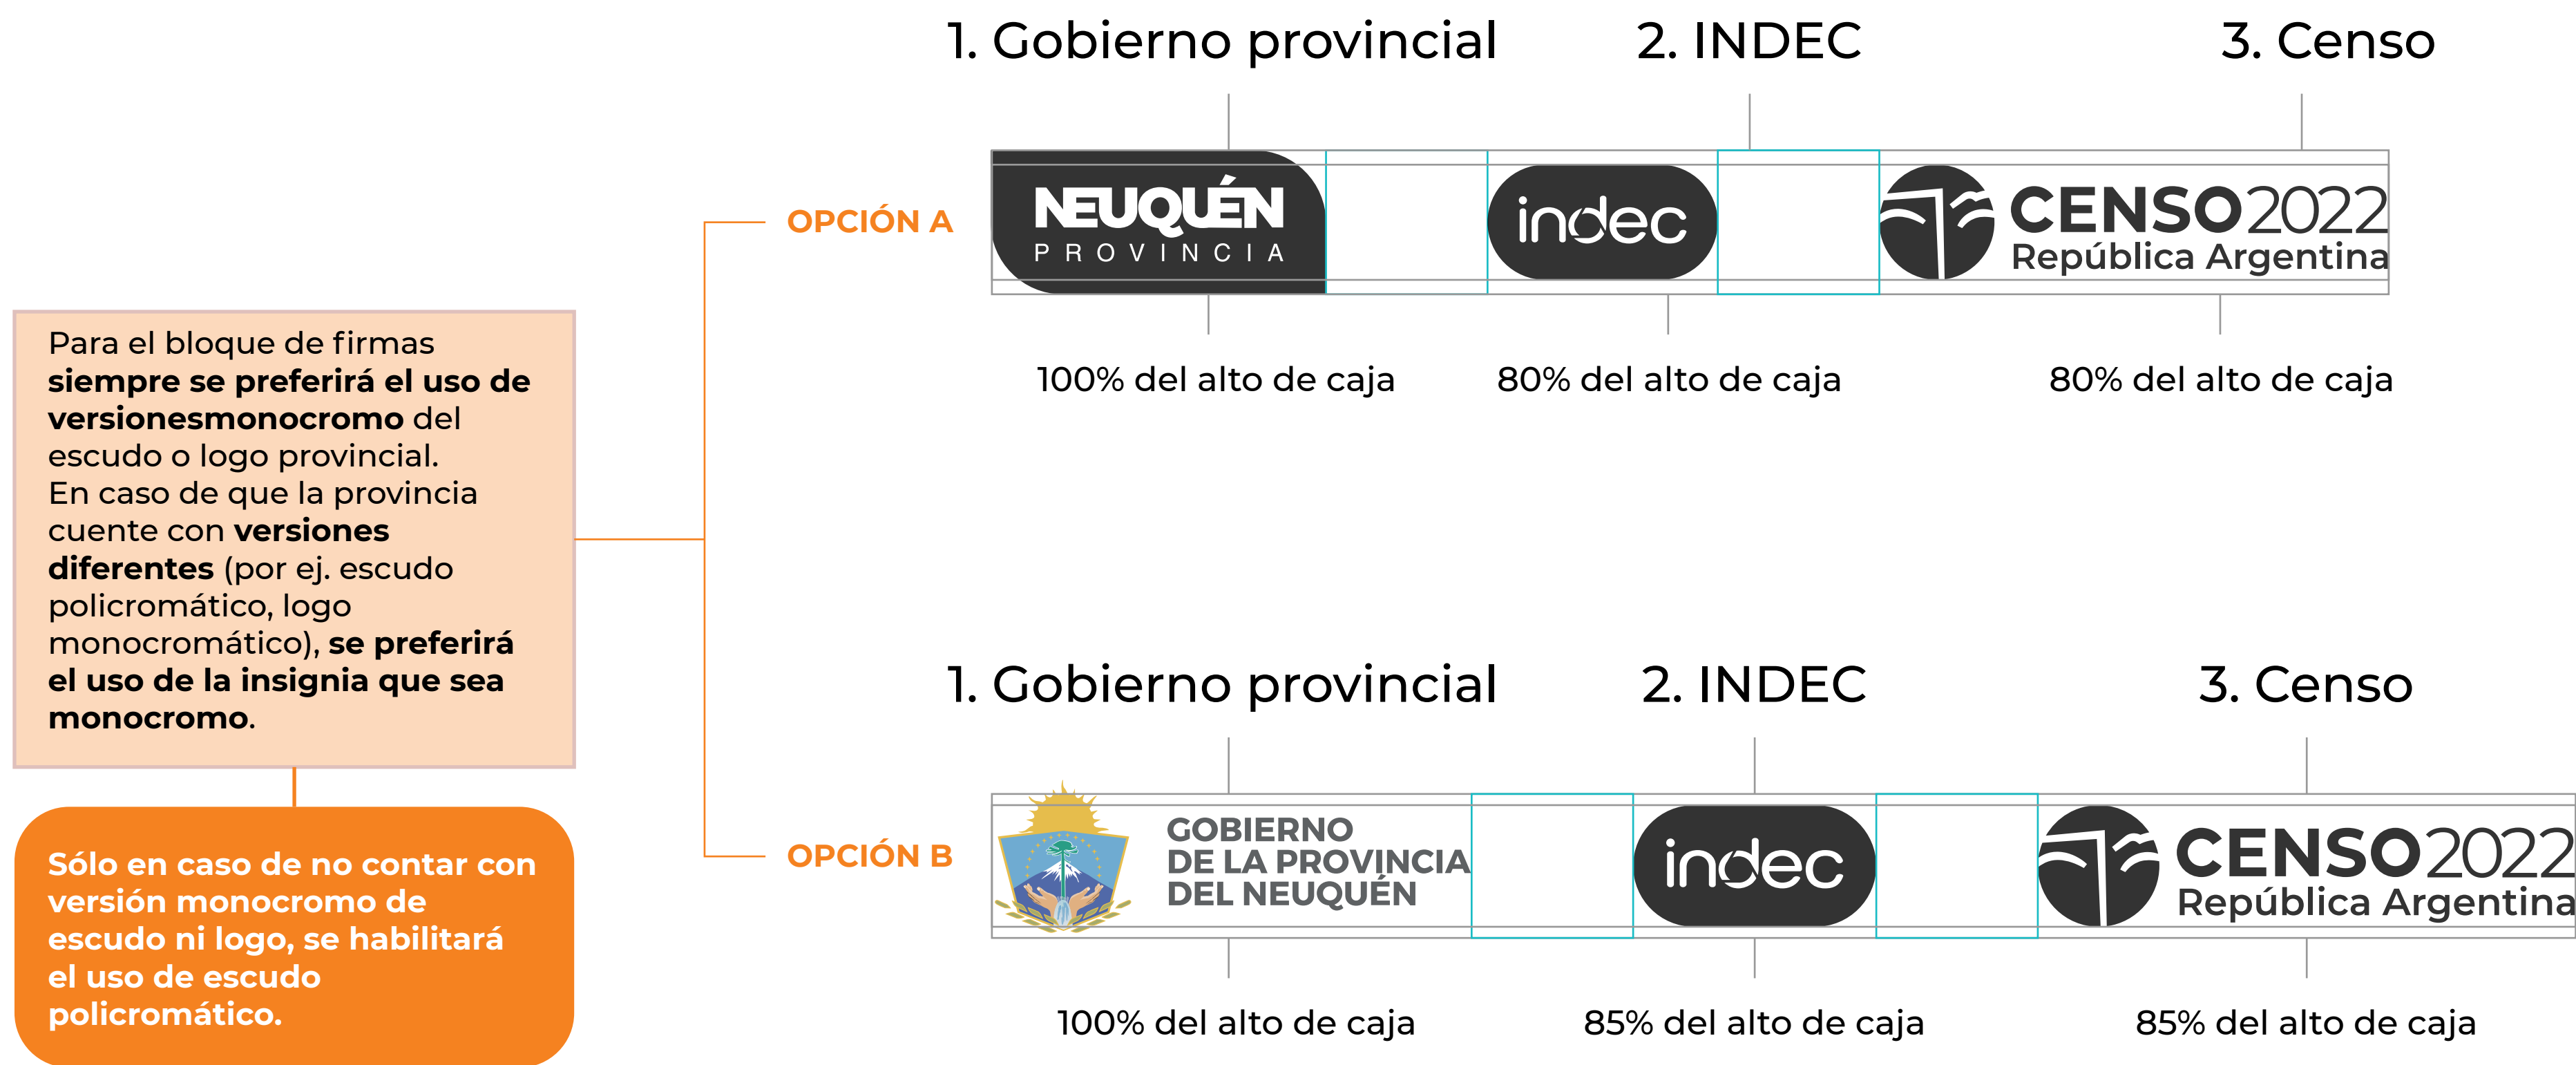 1. Gobierno provincial
2. INDEC
3. Censo
OPCIÓN A
NEUQUÉN
PROVINCIA
indec
CENSO2022
República Argentina
100% del alto de caja
80% del alto de caja
80% del alto de caja
Para el bloque de firmas
siempre se preferirá el uso de
versionesmonocromo del
escudo o logo provincial.
En caso de que la provincia
cuente con versiones
diferentes (por ej. escudo
policromático, logo
monocromático), se preferirá
el uso de la insignia que sea
monocromo.
Sólo en caso de no contar con
versión monocromo de
escudo ni logo, se habilitará
el uso de escudo
policromático.
1. Gobierno provincial
2. INDEC
3. Censo
OPCIÓN B
GOBIERNO
DE LA PROVINCIA
DEL NEUQUÉN
indec
CENSO2022
República Argentina
100% del alto de caja
85% del alto de caja
85% del alto de caja